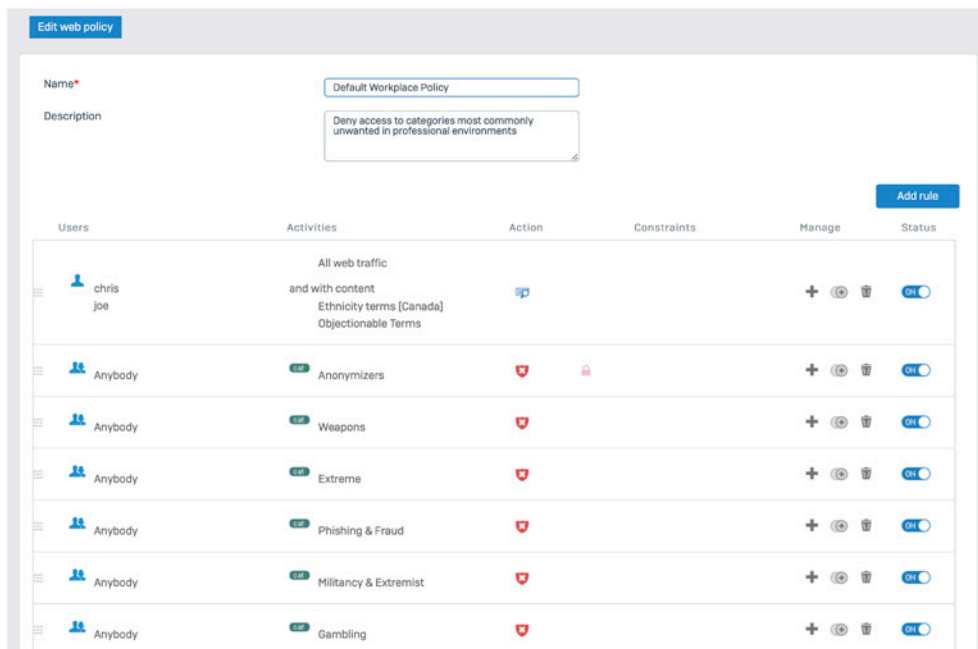 Edit web policy
Name*
Default Workplace Policy
Description
Deny access to categories most commonly
unwanted in professional environments
Add rule
Users Activities Action Constraints Manage Status
All web traffic
chris and with content ON
joe Ethnicity terms [Canada]
Objectionable Terms
Anybody cat Anonymizers ON
Anybody cat Weapons ON
Anybody cat Extreme ON
Anybody cat Phishing & Fraud ON
Anybody cat Militancy & Extremist ON
Anybody cat Gambling ON